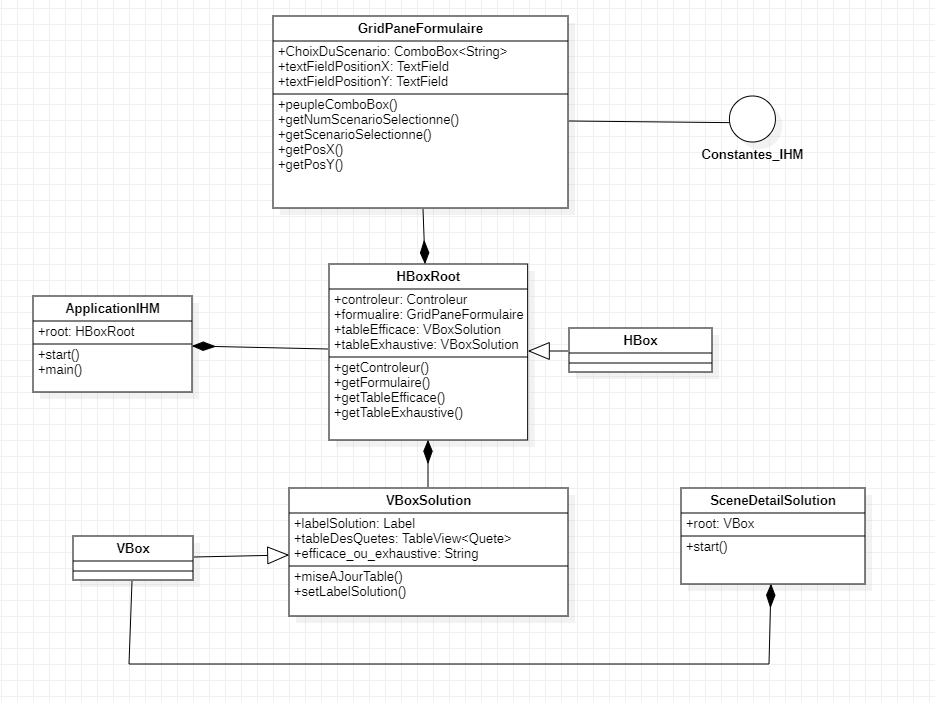 GridPaneFormulaire
+ChoixDuScenario: ComboBox<String>
+textFieldPositionX: TextField
+textFieldPositionY: TextField
+peupleComboBox()
+getNumScenarioSelectionne()
+getScenarioSelectionne()
+getPosX()
+getPosY()
Constantes_IHM
HBoxRoot
+controleur: Controleur
+formualire: GridPaneFormulaire
+tableEfficace: VBoxSolution
+tableExhaustive: VBoxSolution
+getControleur()
+getFormulaire()
+getTableEfficace()
+getTableExhaustive()
ApplicationIHM
+root: HBoxRoot
+start()
+main()
HBox
VBoxSolution
+labelSolution: Label
+tableDesQuetes: TableView<Quete>
+efficace_ou_exhaustive: String
+miseAJourTable()
+setLabelSolution()
SceneDetailSolution
+root: VBox
+start()
VBox